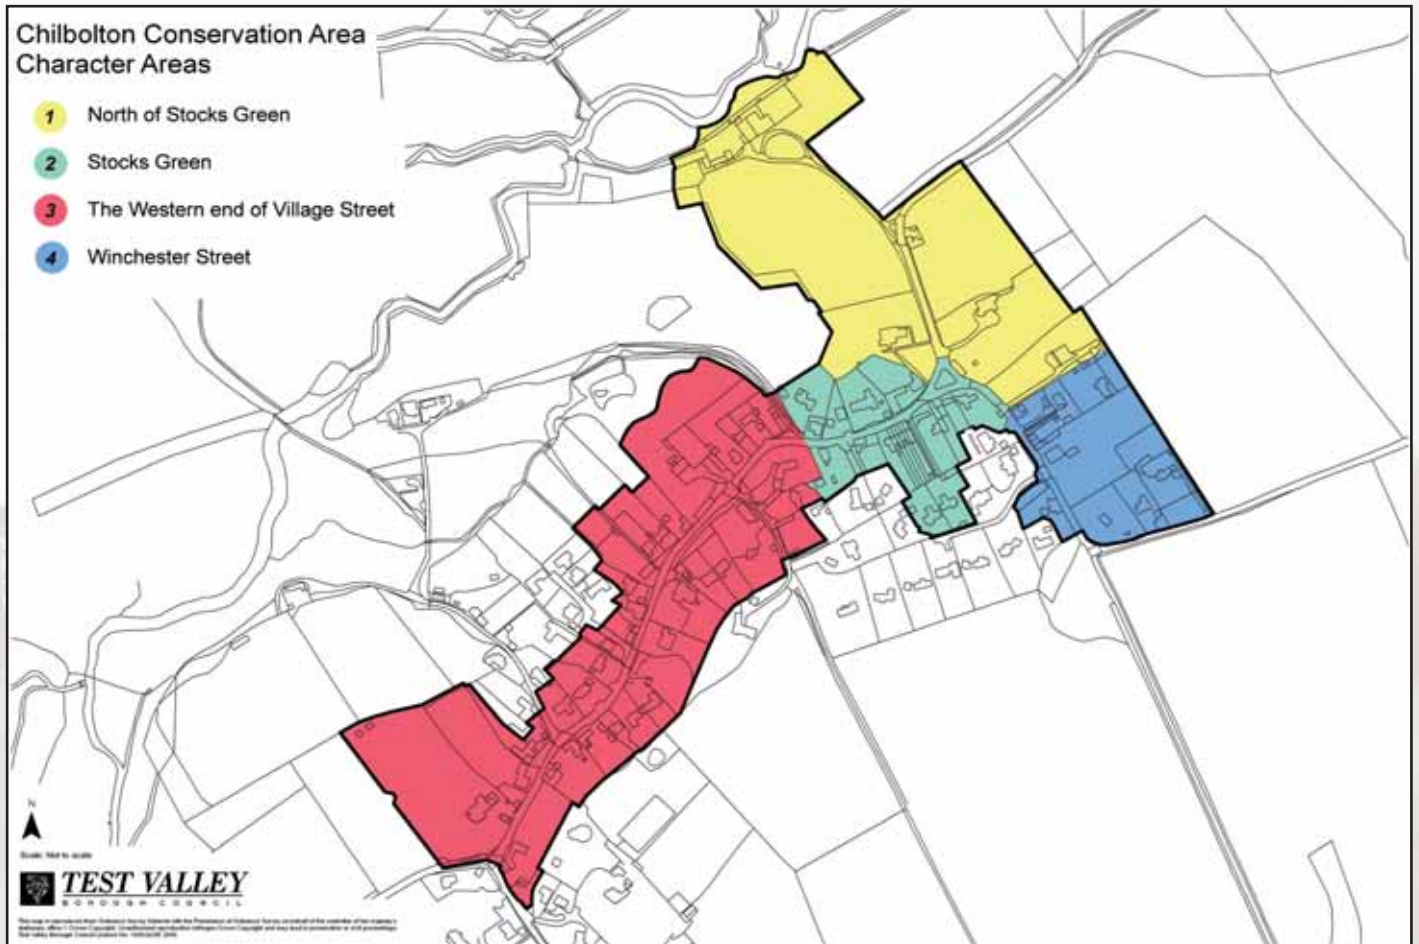 Chilbolton Conservation Area
Character Areas
1 North of Stocks Green
2 Stocks Green
3 The Western end of Village Street
4 Winchester Street
N
Scale: Not to scale
TEST VALLEY
BOROUGH COUNCIL